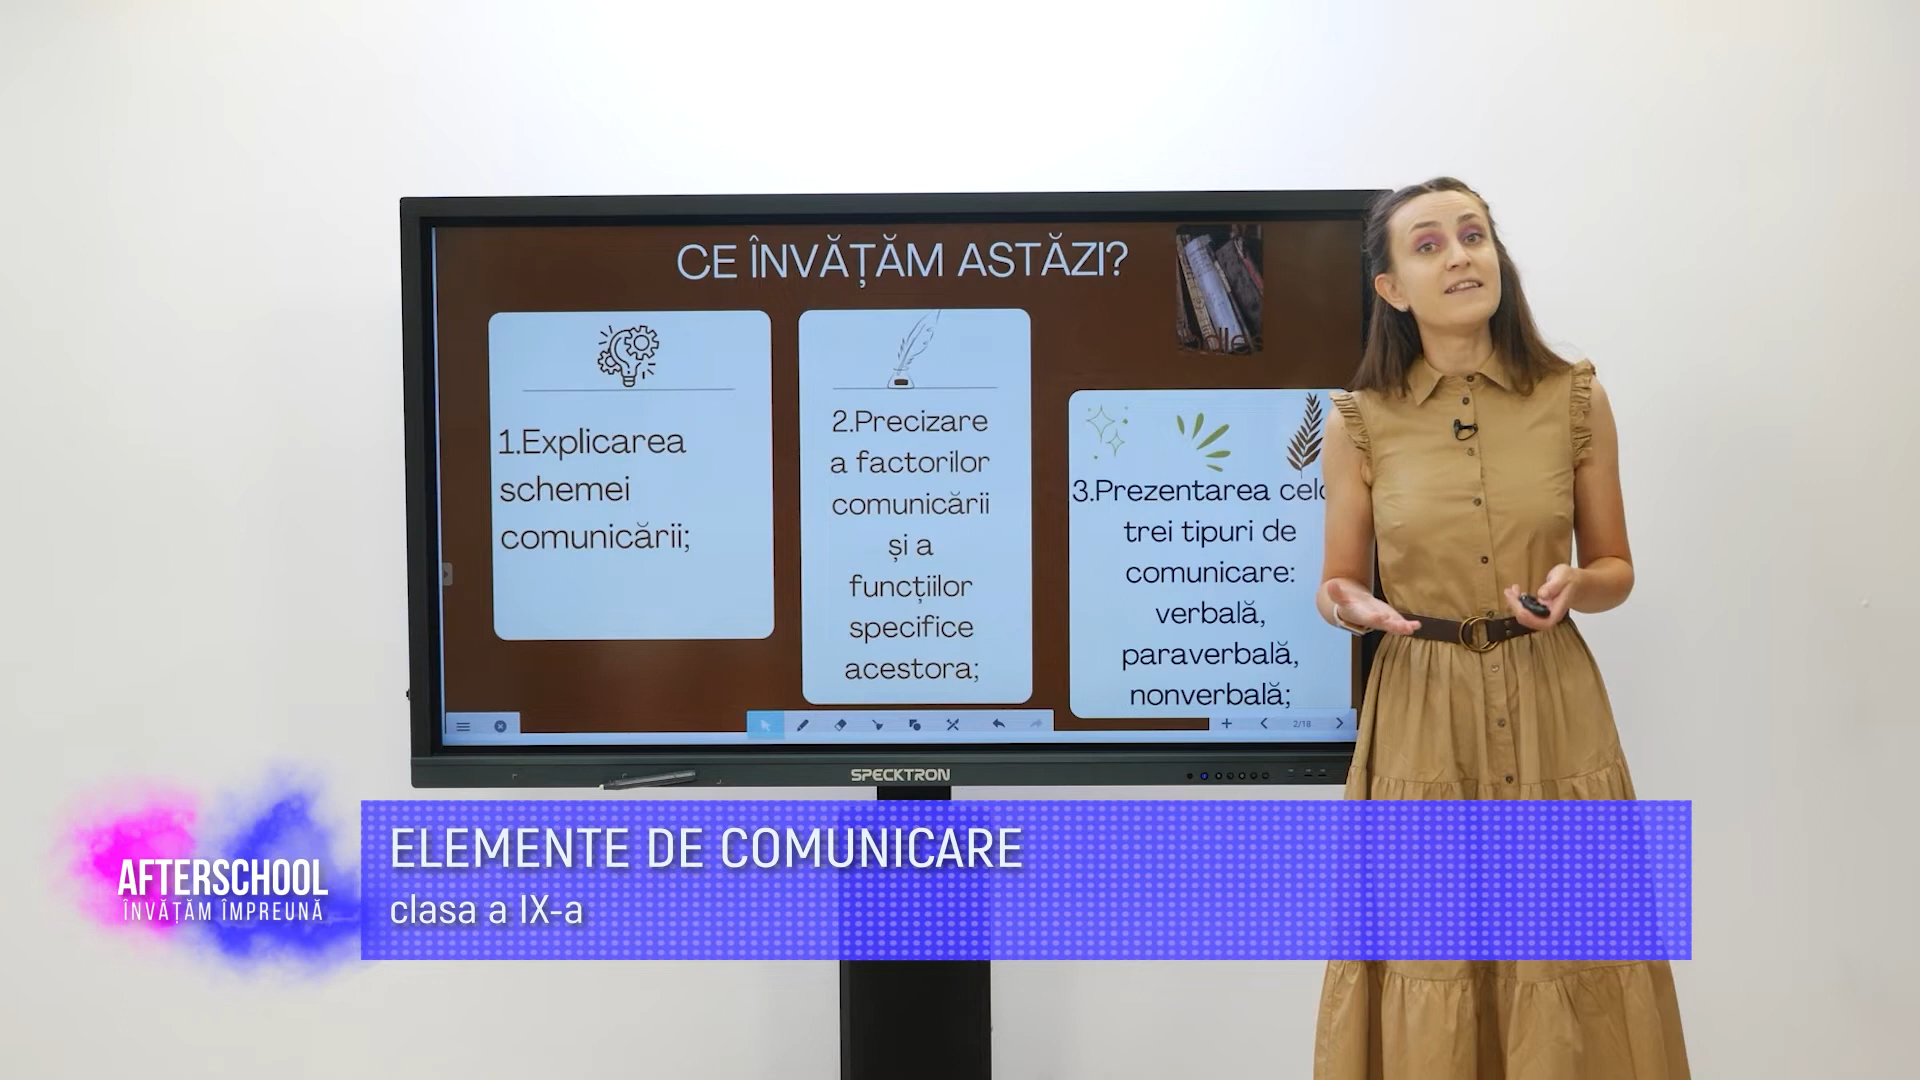 CE ÎNVĂȚĂM ASTĂZI?
1.Explicarea
schemei
comunicării;
2.Precizare
a factorilor
comunicării
și a
funcțiilor
specifice
acestora;
3.Prezentarea
trei tipuri de
comunicare:
verbală,
paraverbală,
nonverbală;
2/18
SPECKTRON
ELEMENTE DE COMUNICARE
clasa a IX-a
AFTERSCHOOL
ÎNVĂȚĂM ÎMPREUNĂ